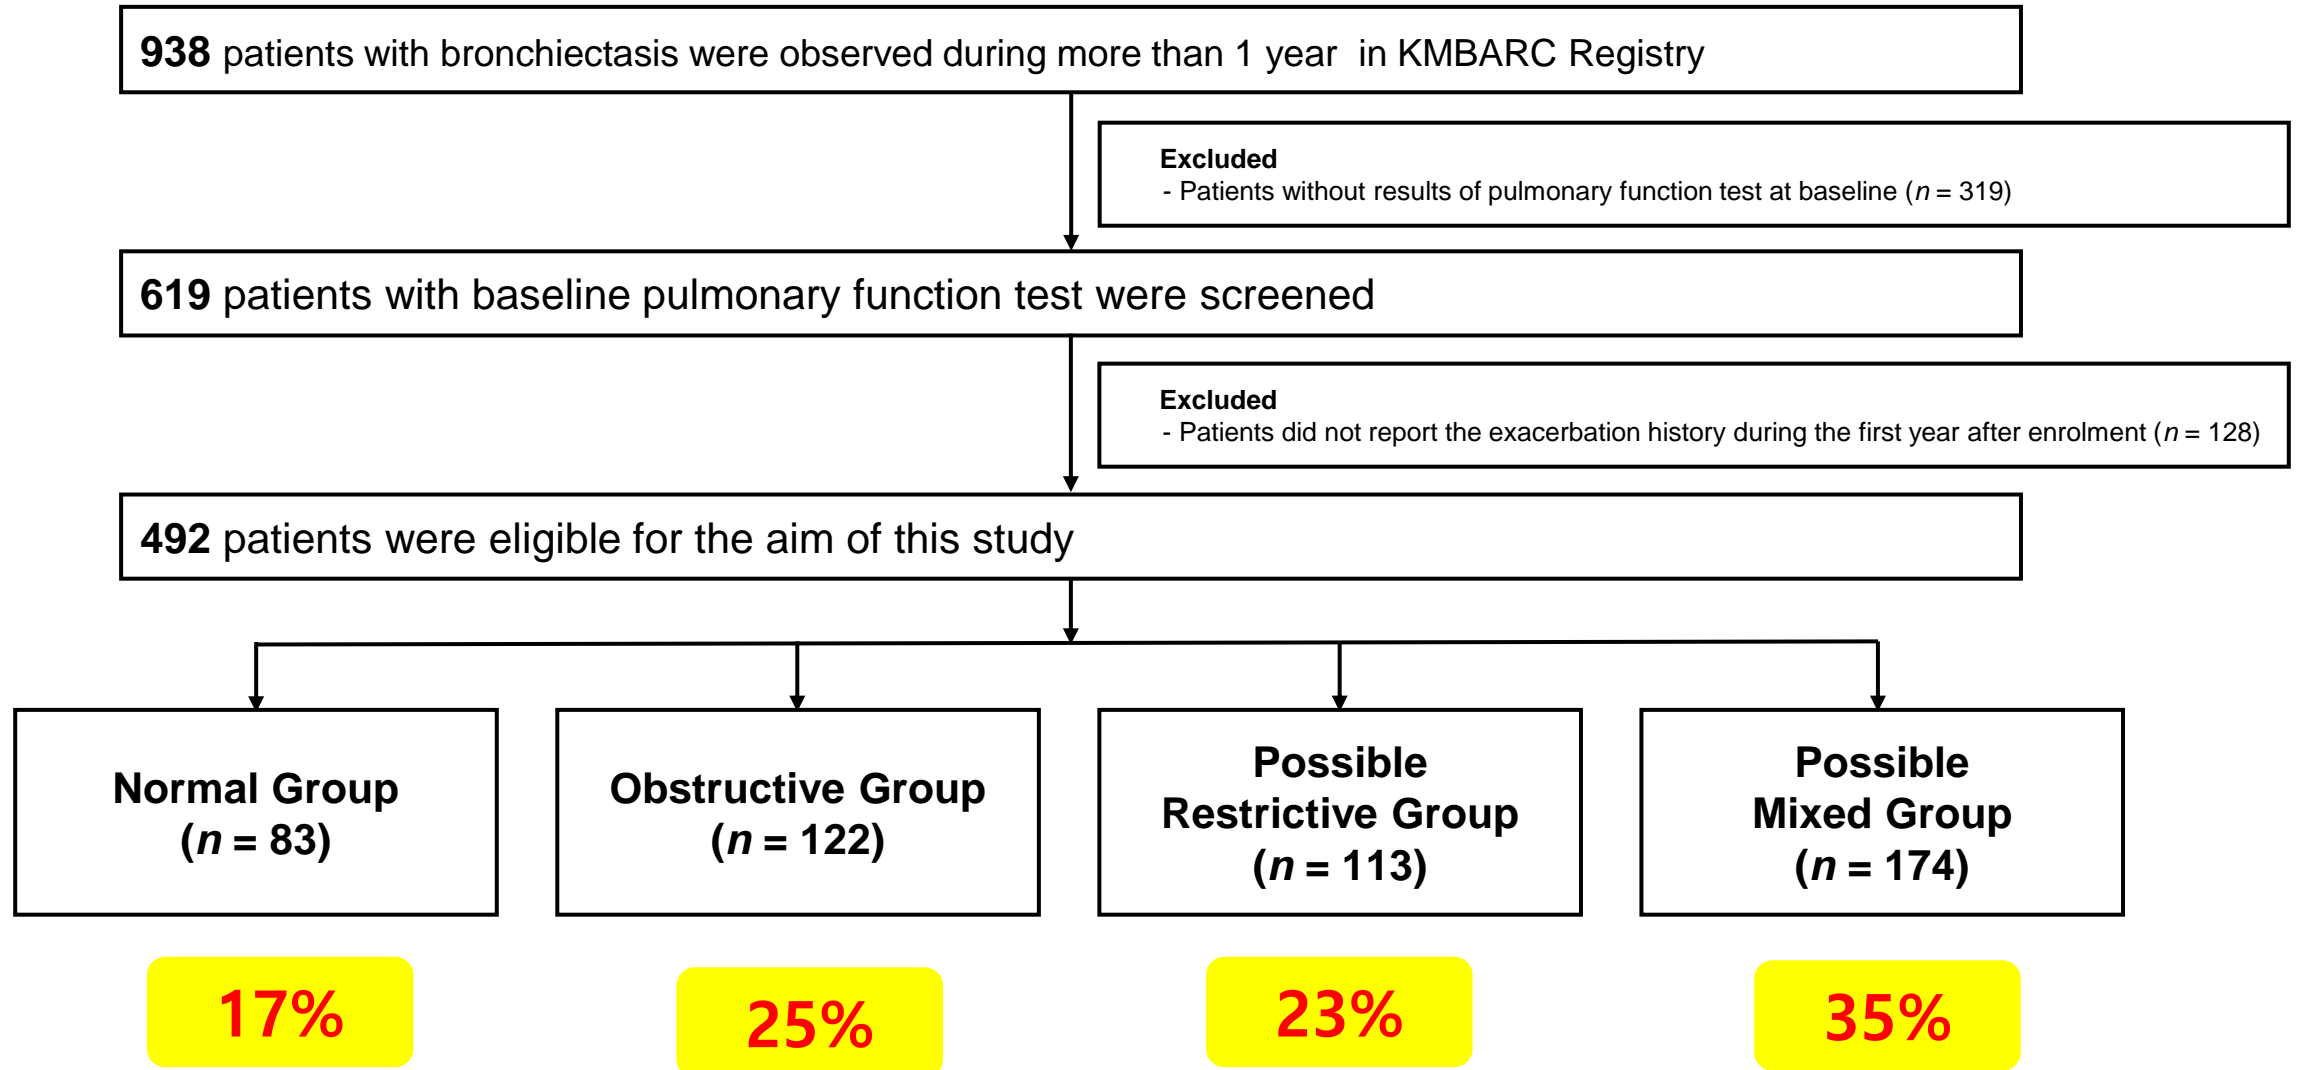 938 patients with bronchiectasis were observed during more than 1 year  in KMBARC Registry
Excluded
- Patients without results of pulmonary function test at baseline (n = 319)
619 patients with baseline pulmonary function test were screened
Excluded
- Patients did not report the exacerbation history during the first year after enrolment (n = 128)
492 patients were eligible for the aim of this study
Normal Group
(n = 83)
Obstructive Group
(n = 122)
Possible
Restrictive Group
(n = 113)
Possible
Mixed Group
(n = 174)
17%
25%
23%
35%